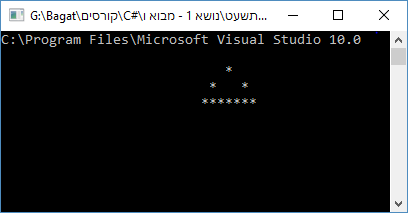 G:\Bagat\קורסים\C#\תשעט\נושא 1 - מבוא ו...
C:\Program Files\Microsoft Visual Studio 10.0
*
*   *
*******